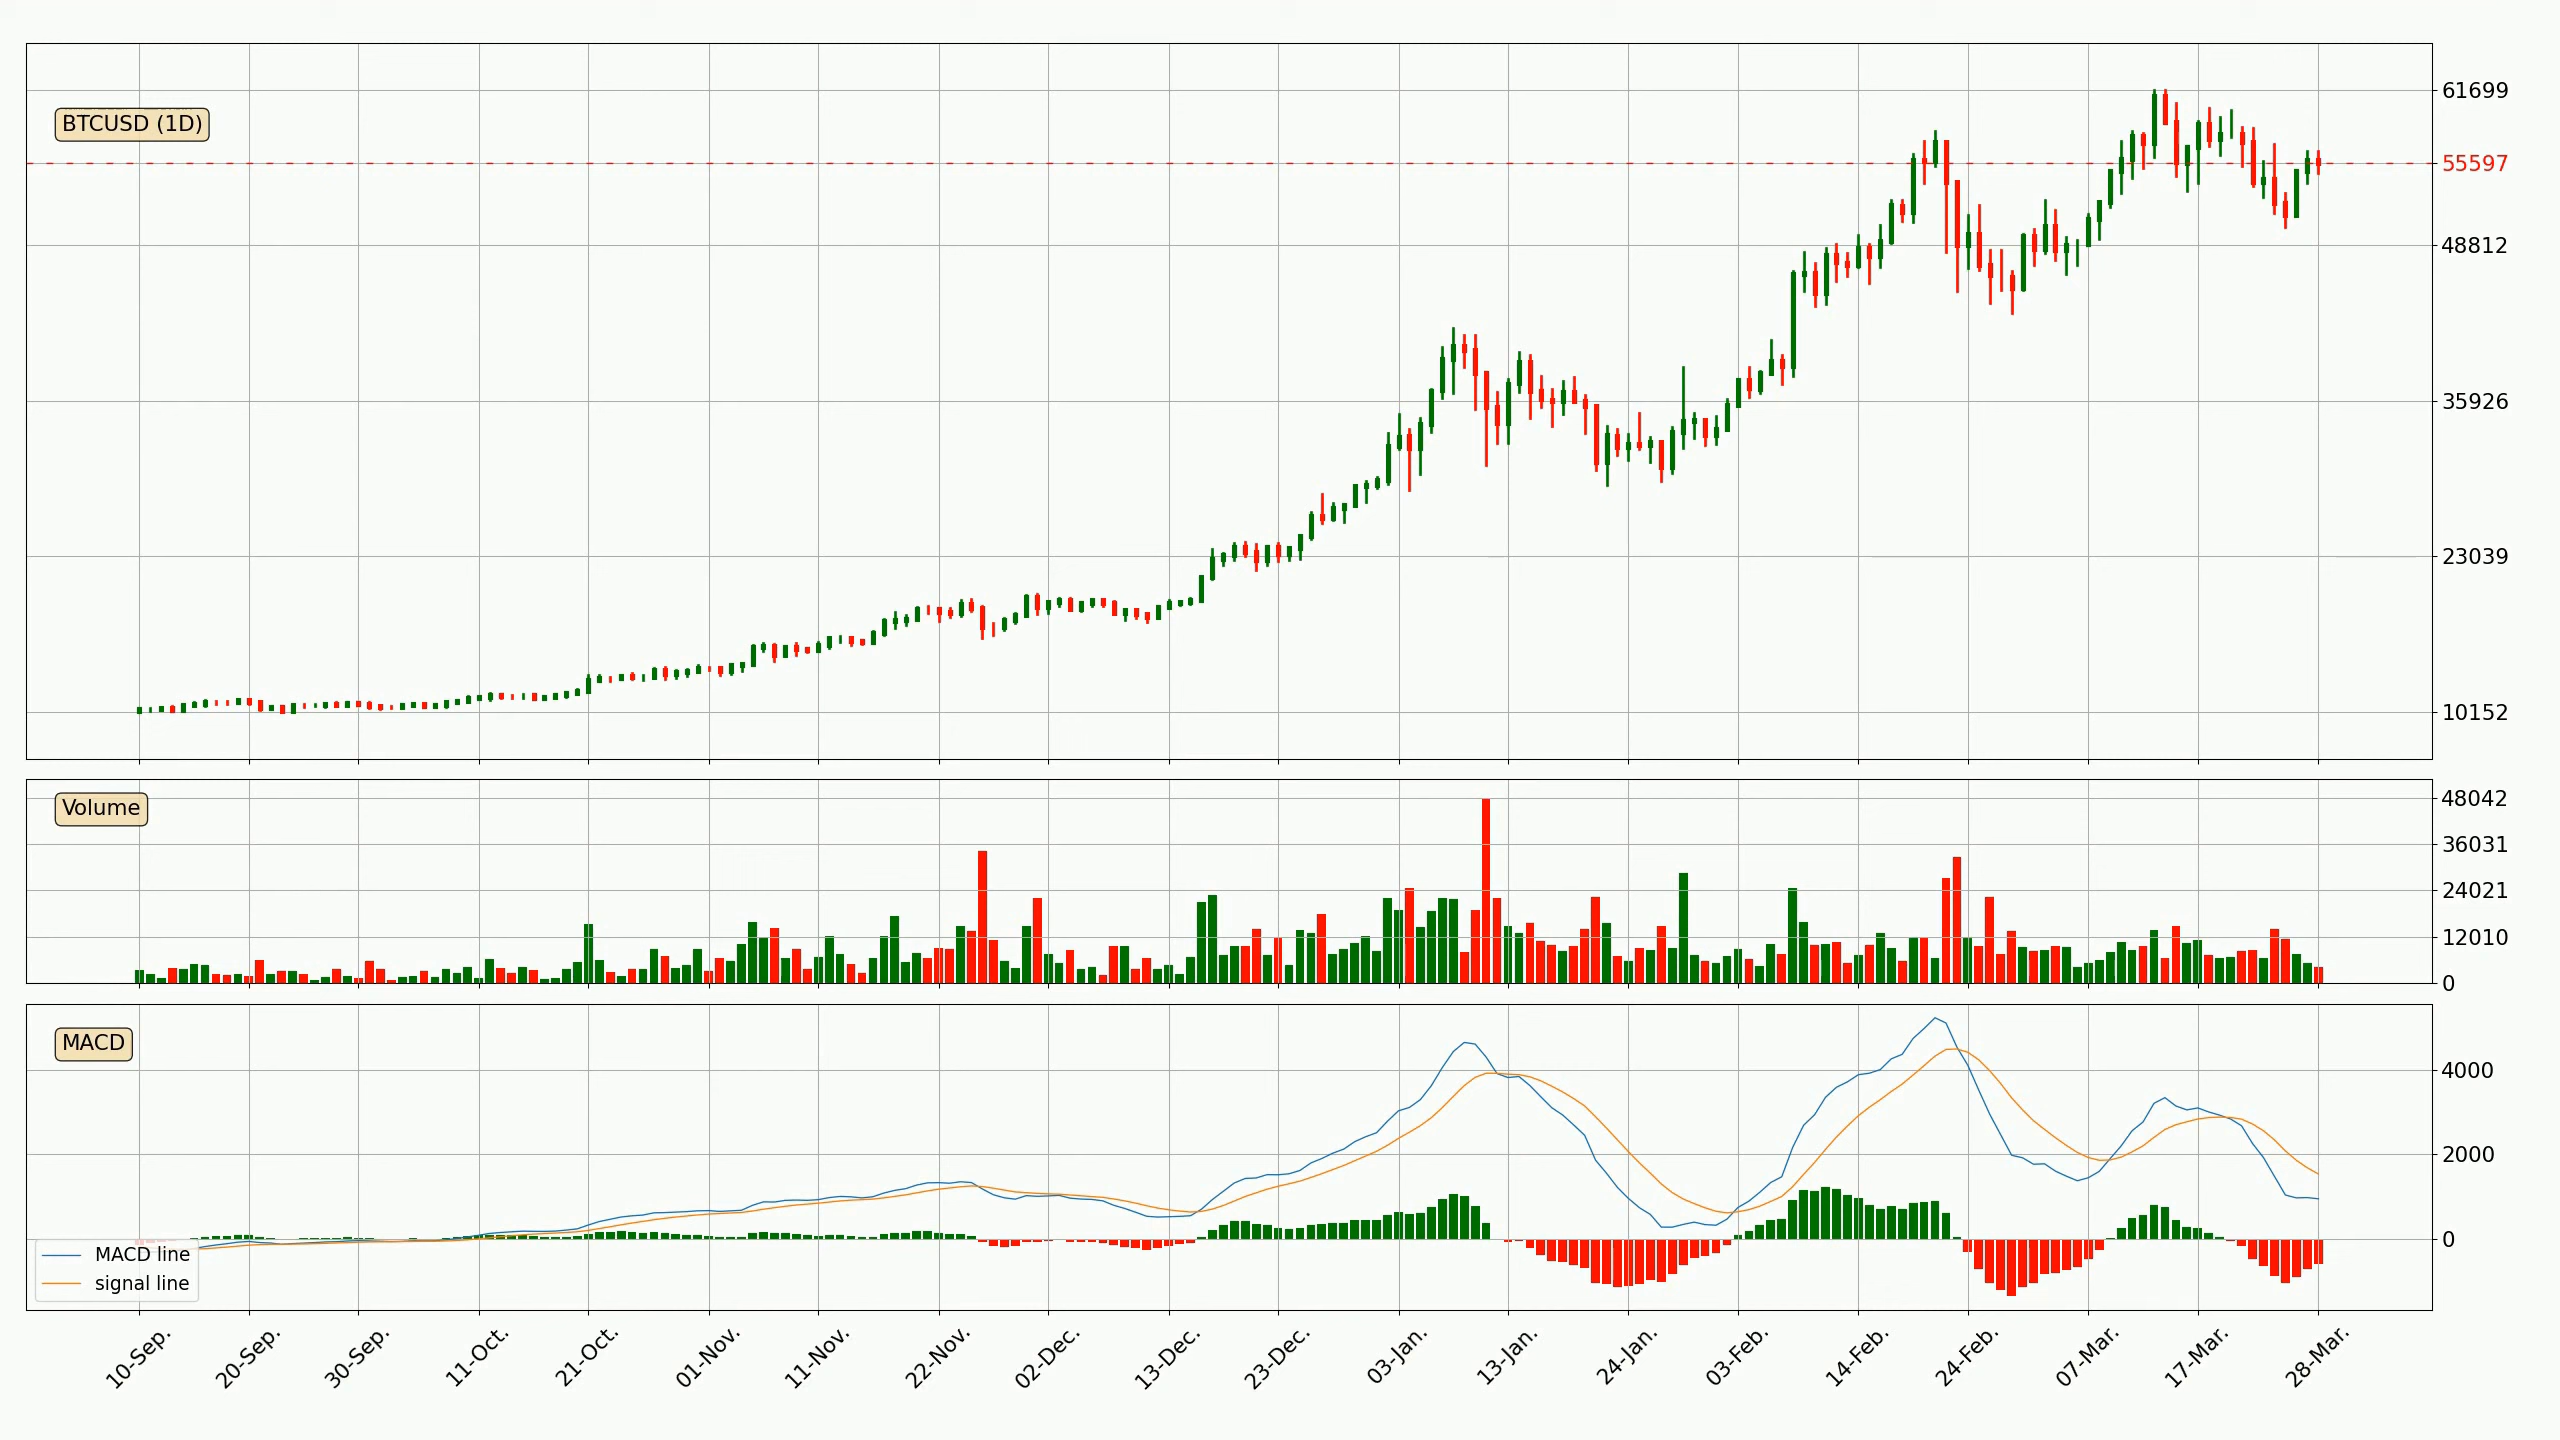 BTCUSD (1D)
61699
55597
48812
35926
23039
10152
Volume
48042
36031
24021
12010
0
MACD
4000
2000
0
MACD line
signal line
10-Sep.
20-Sep.
30-Sep.
11-Oct.
21-Oct.
01-Nov.
11-Nov.
22-Nov.
02-Dec.
13-Dec.
23-Dec.
03-Jan.
13-Jan.
24-Jan.
03-Feb.
14-Feb.
24-Feb.
07-Mar.
17-Mar.
28-Mar.